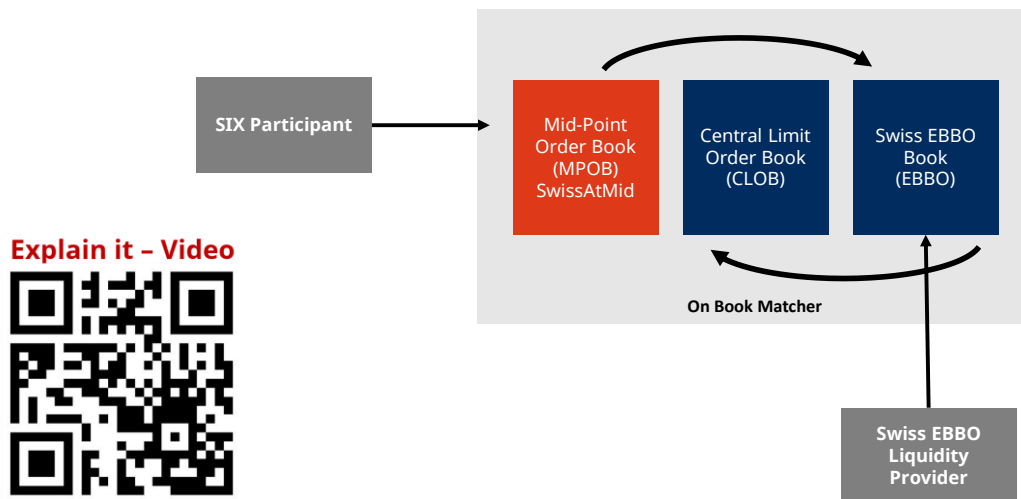 SIX Participant
Mid-Point
Order Book
(MPOB)
SwissAtMid
Central Limit
Order Book
(CLOB)
Swiss EBBO
Book
(EBBO)
On Book Matcher
Explain it – Video
Swiss EBBO
Liquidity
Provider